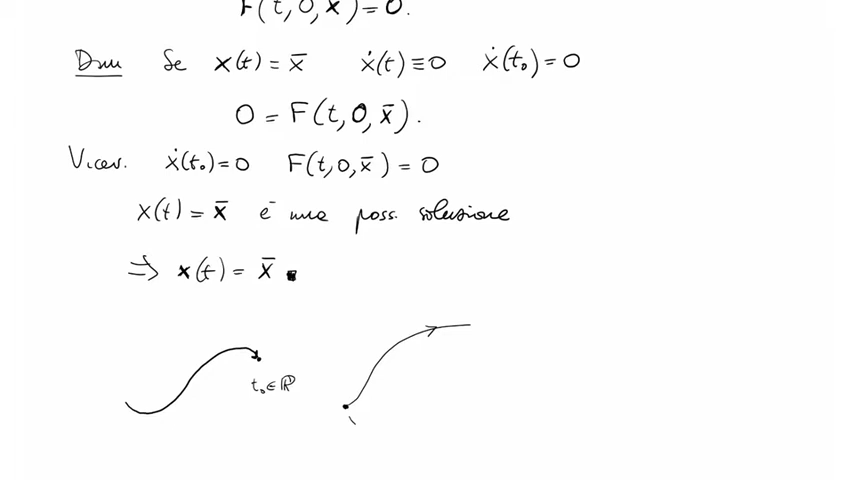 F(t, 0, x) = 0.
Dim Se x(t) = x̄ ẋ(t) ≡ 0 ẋ(t₀) = 0
0 = F(t, 0, x̄).
Vicev. ẋ(t₀) = 0 F(t, 0, x̄) = 0
x(t) = x̄ è una poss. soluzione
⇒ x(t) = x̄ ▪
t₀ ∈ ℝ